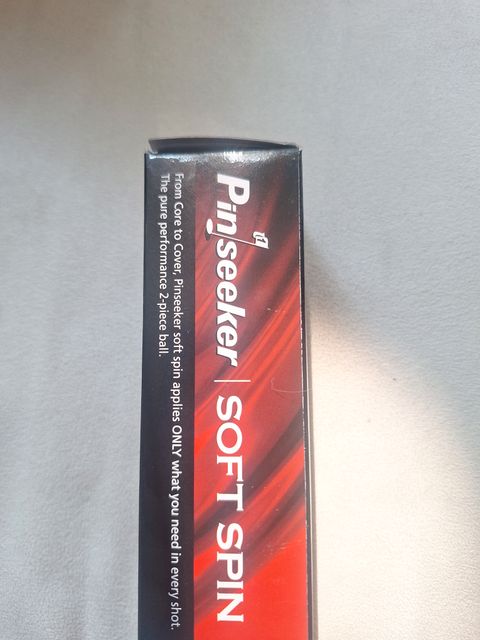 Pinseeker | SOFT SPIN
From Core to Cover, Pinseeker soft spin applies ONLY what you need in every shot.
The pure performance 2-piece ball.